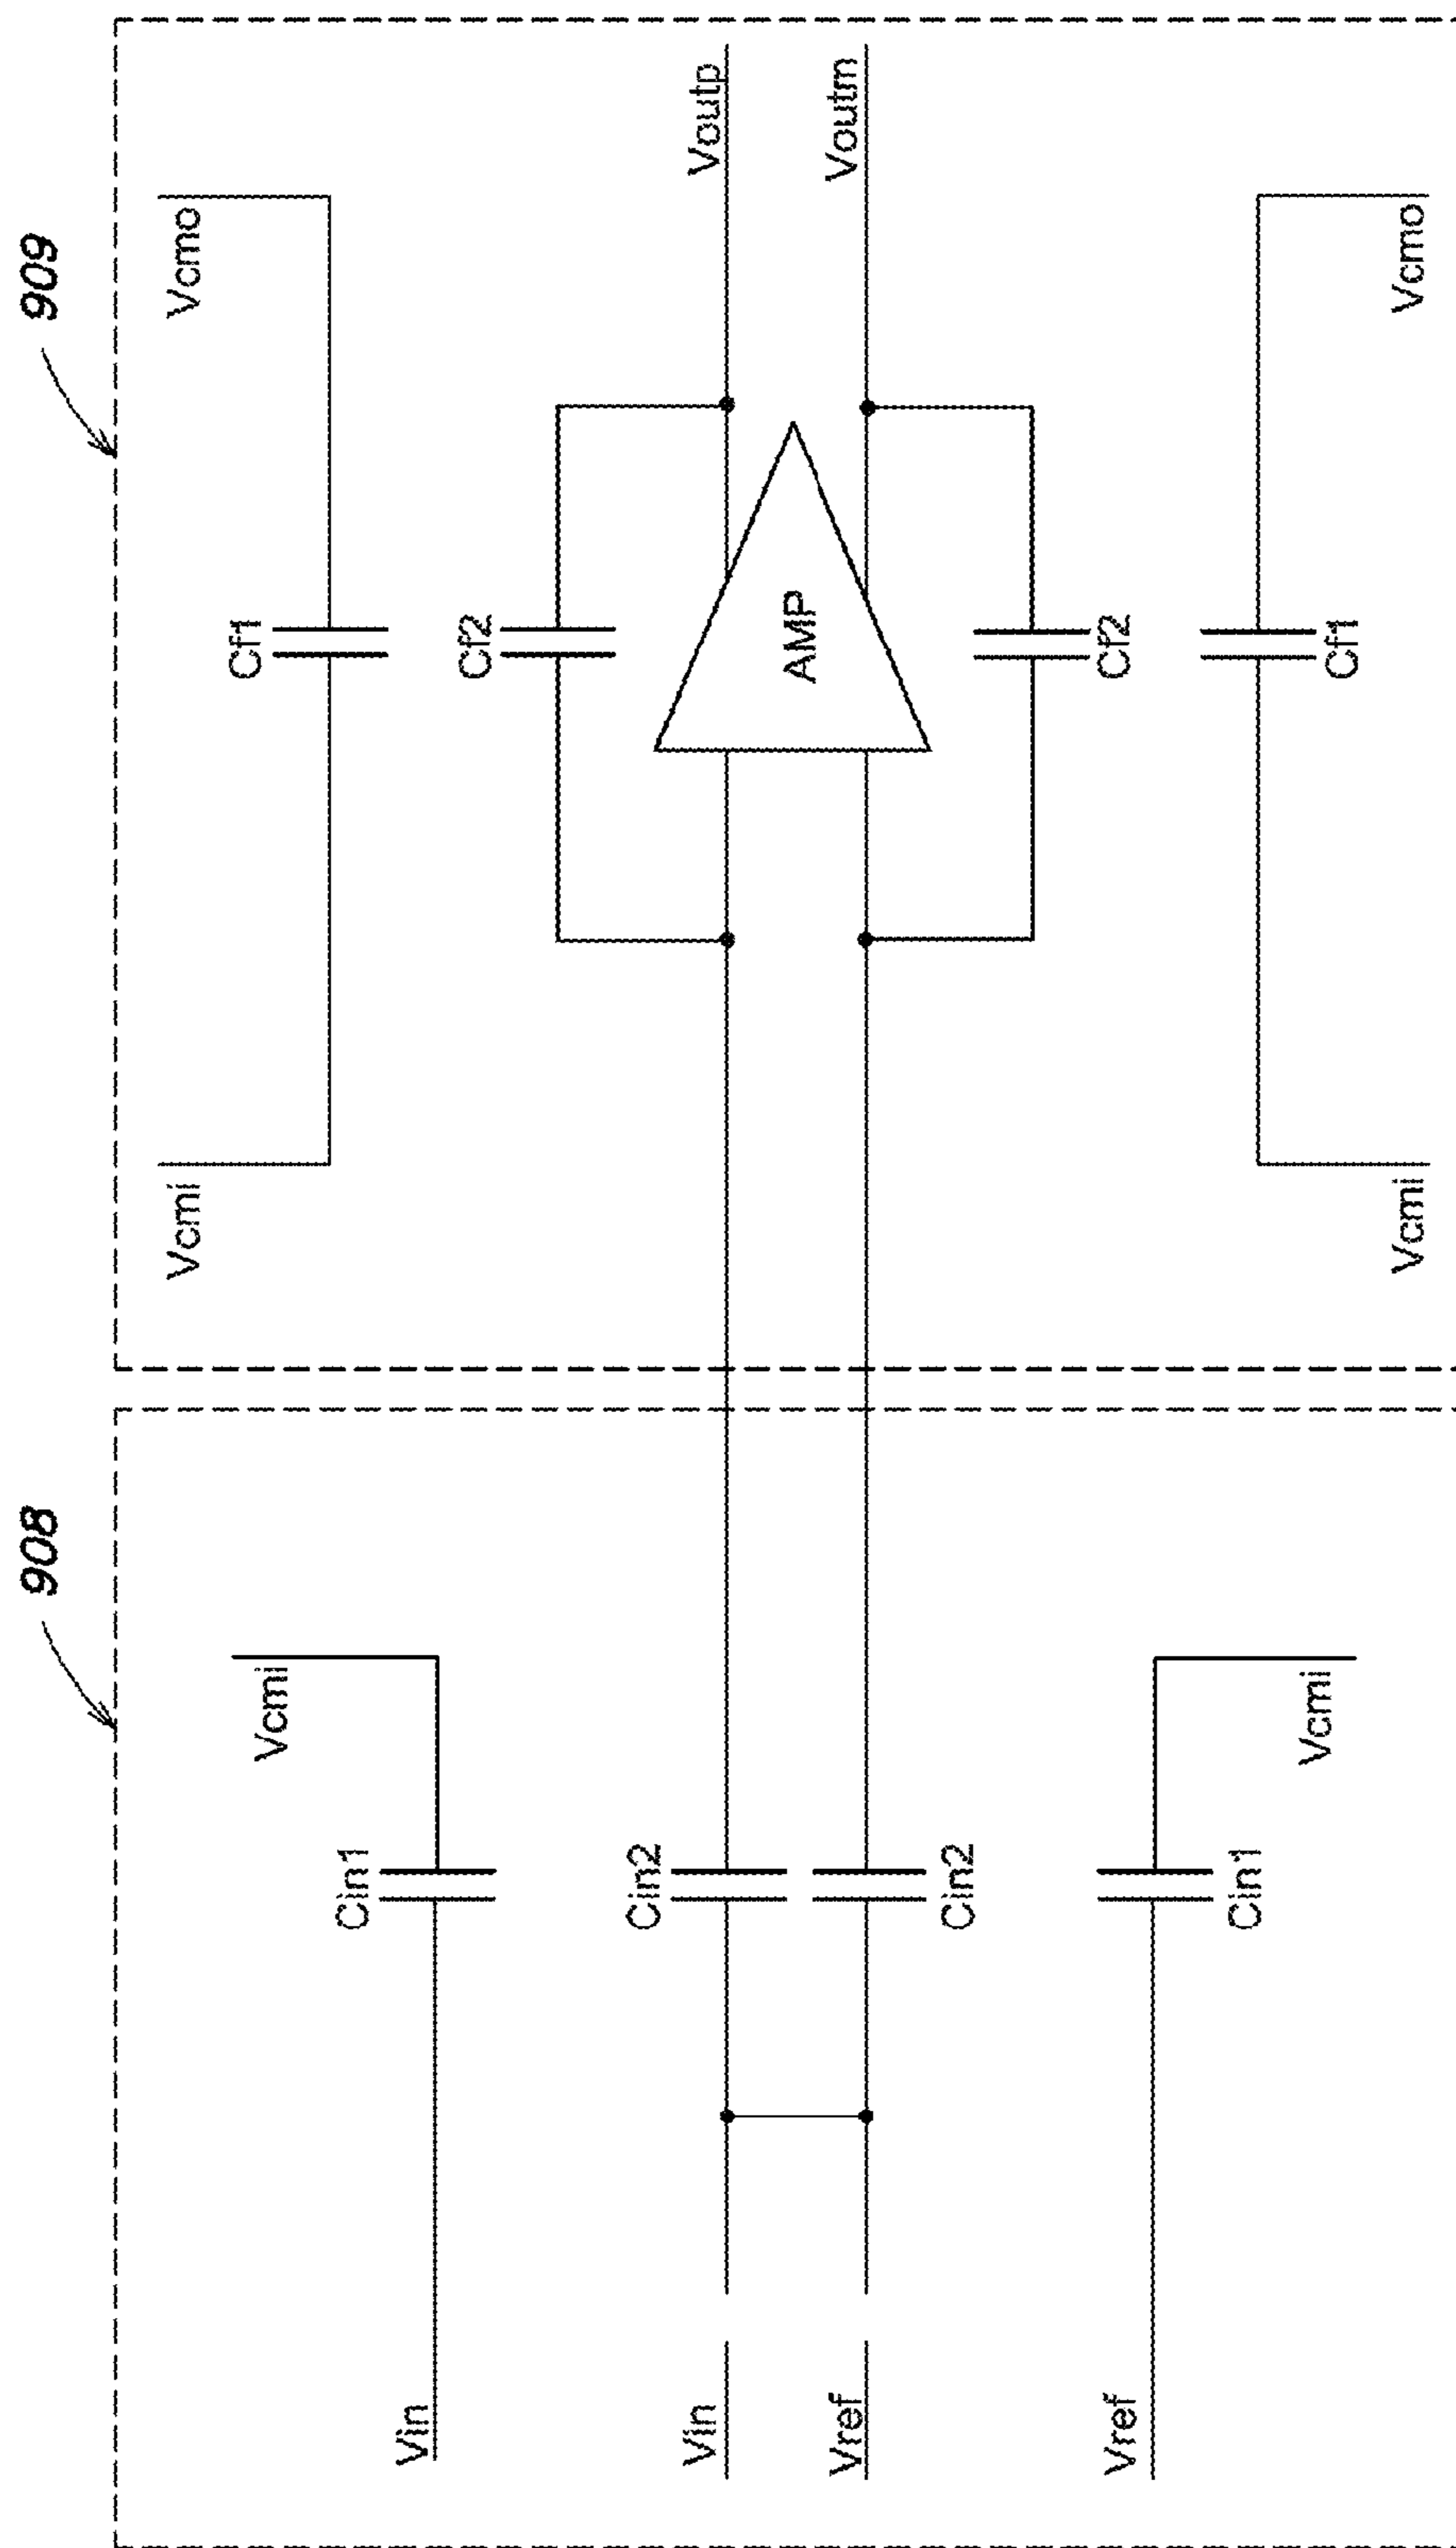 908
909
Vin
Cin1
Vcmi
Vin
Cin2
Vref
Cin2
Vref
Cin1
Vcmi
Vcmi
Cf1
Vcmo
Cf2
Voutp
AMP
Voutm
Cf2
Vcmi
Cf1
Vcmo